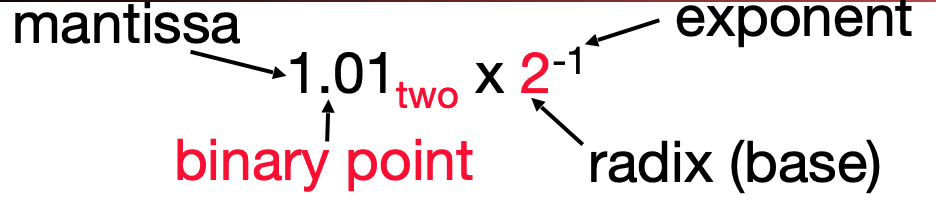 mantissa
exponent
1.01two x 2-1
binary point
radix (base)